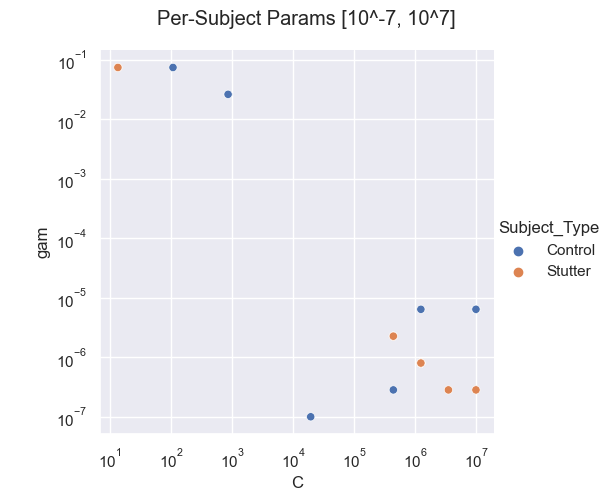 Per-Subject Params [10^-7, 10^7]
10^−1
10^−2
10^−3
10^−4
10^−5
10^−6
10^−7
gam
10^1 10^2 10^3 10^4 10^5 10^6 10^7
C
Subject_Type
Control
Stutter